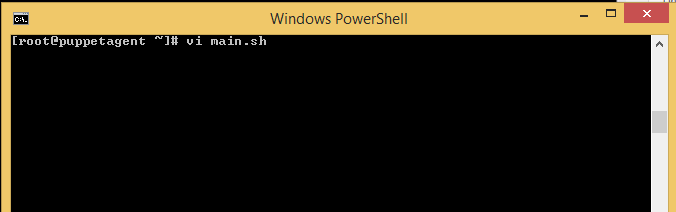 Windows PowerShell
[root@puppetagent ~]# vi main.sh